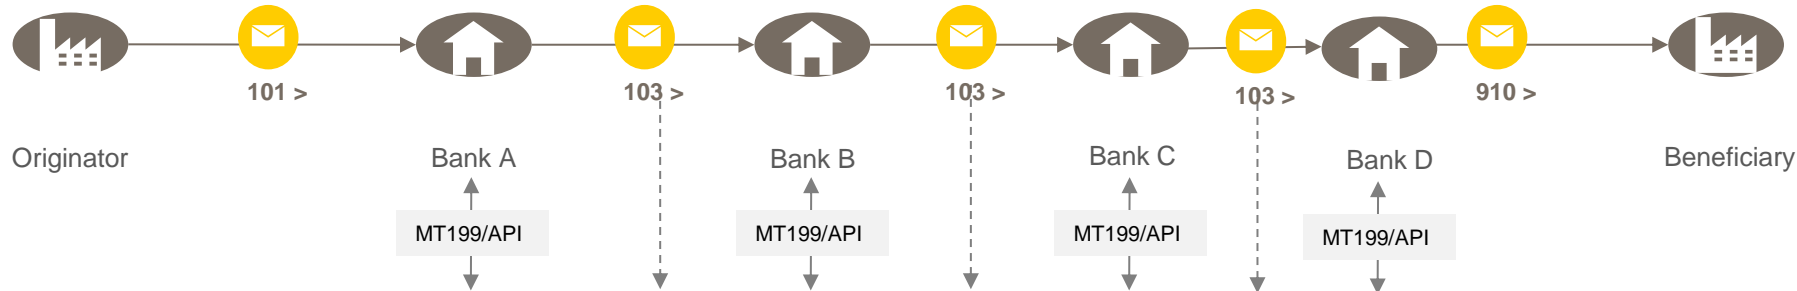 101 >
103 >
103 >
103 >
910 >
Originator
Bank A
Bank B
Bank C
Bank D
Beneficiary
MT199/API
MT199/API
MT199/API
MT199/API